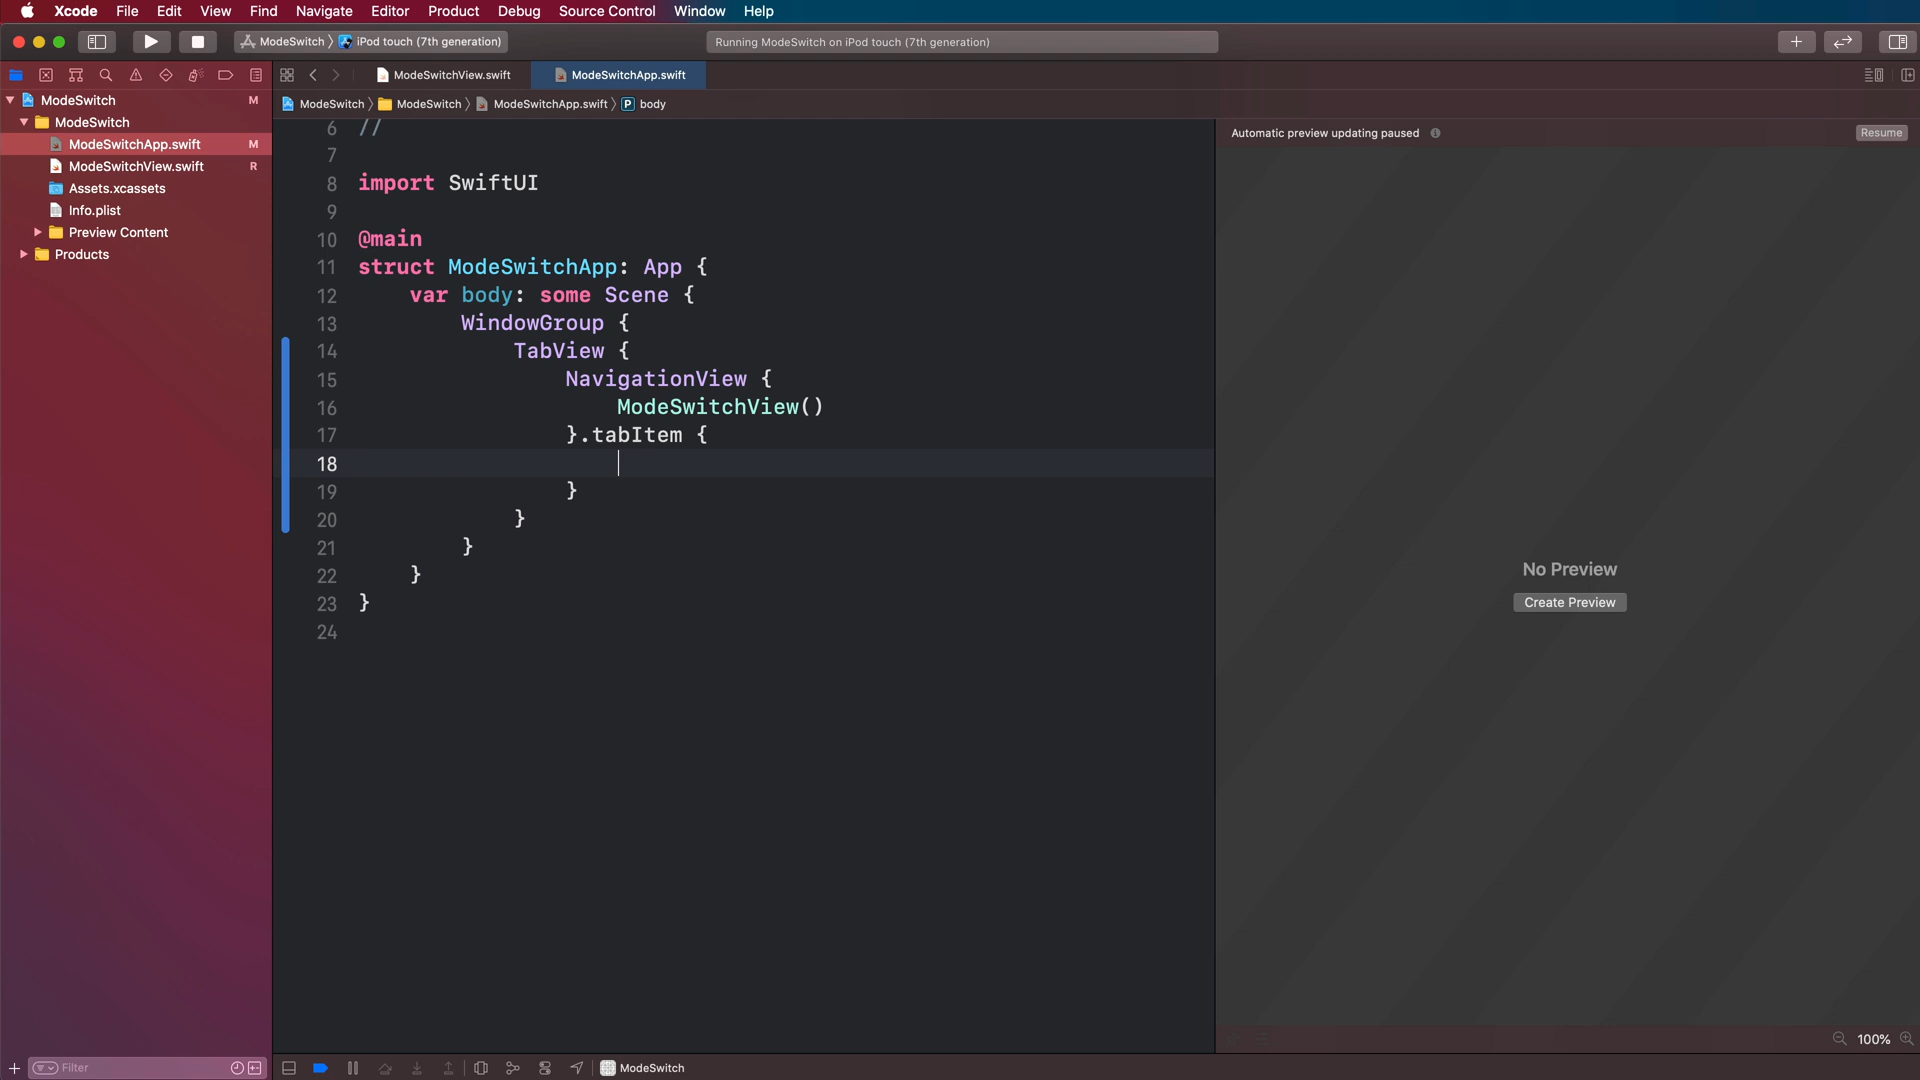 Xcode File Edit View Find Navigate Editor Product Debug Source Control Window Help
ModeSwitch iPod touch (7th generation) Running ModeSwitch on iPod touch (7th generation)
ModeSwitchView.swift ModeSwitchApp.swift
ModeSwitch ModeSwitch ModeSwitchApp.swift P body
Automatic preview updating paused Resume
ModeSwitch M
ModeSwitch
ModeSwitchApp.swift M
ModeSwitchView.swift R
Assets.xcassets
Info.plist
Preview Content
Products
6 //
7
8 import SwiftUI
9
10 @main
11 struct ModeSwitchApp: App {
12 var body: some Scene {
13 WindowGroup {
14 TabView {
15 NavigationView {
16 ModeSwitchView()
17 }.tabItem {
18
19 }
20 }
21 }
22 }
23 }
24
No Preview
Create Preview
100%
Filter
ModeSwitch